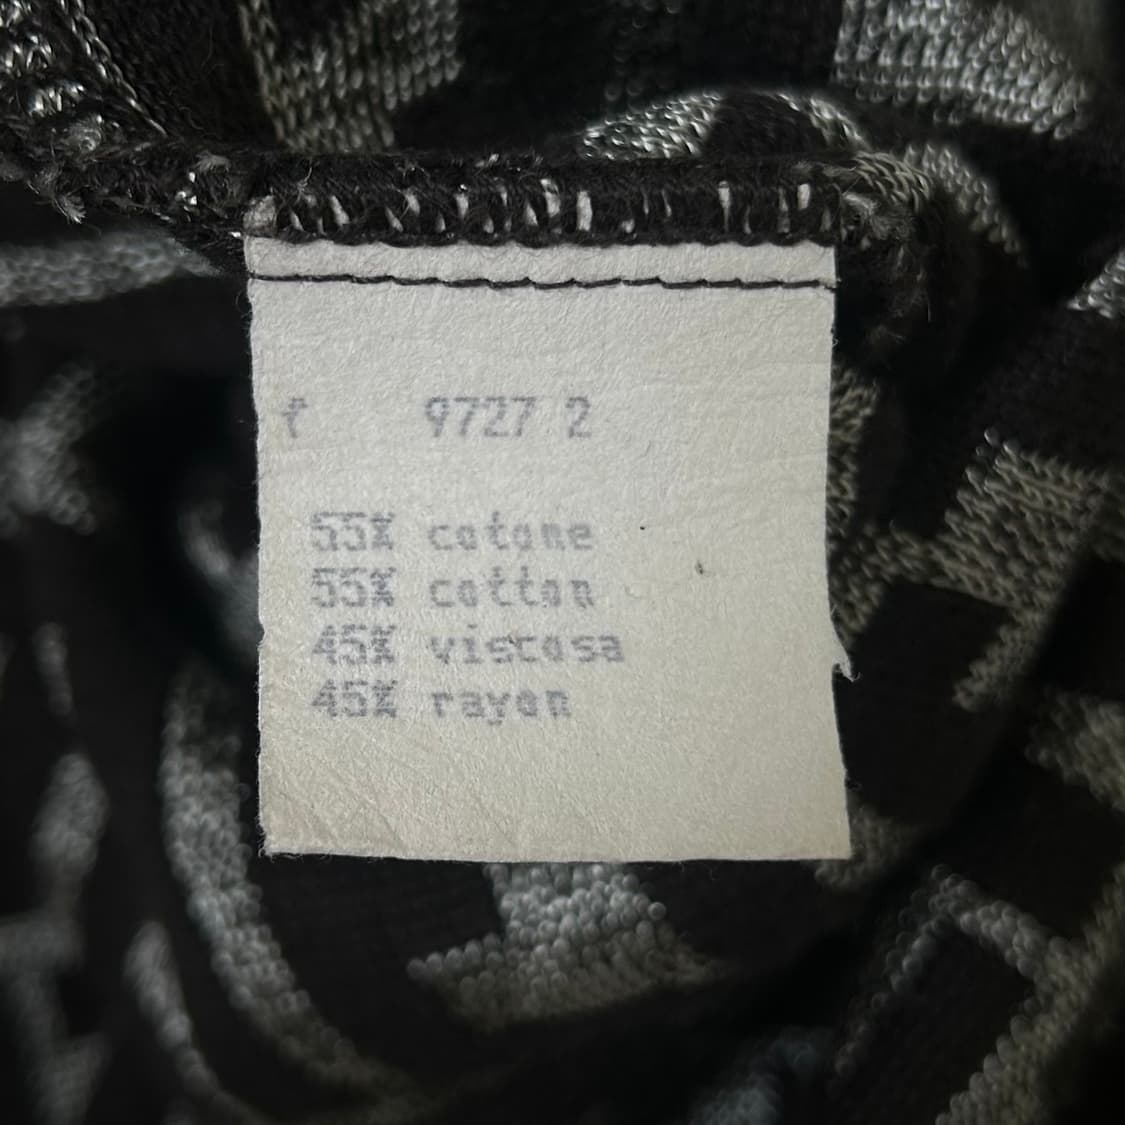 f 9727 2
55% cotone
55% cotton
45% viscosa
45% rayon